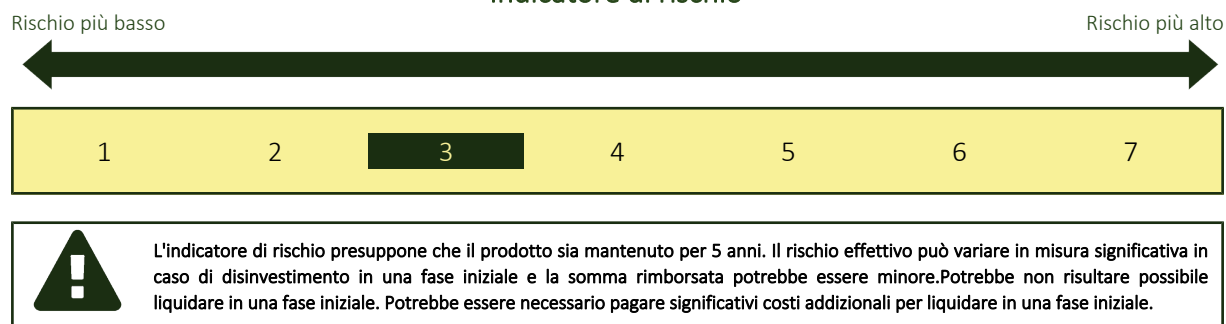 Indicatore di rischio
Rischio più basso
Rischio più alto
1 2 3 4 5 6 7
L'indicatore di rischio presuppone che il prodotto sia mantenuto per 5 anni. Il rischio effettivo può variare in misura significativa in
caso di disinvestimento in una fase iniziale e la somma rimborsata potrebbe essere minore.Potrebbe non risultare possibile
liquidare in una fase iniziale. Potrebbe essere necessario pagare significativi costi addizionali per liquidare in una fase iniziale.